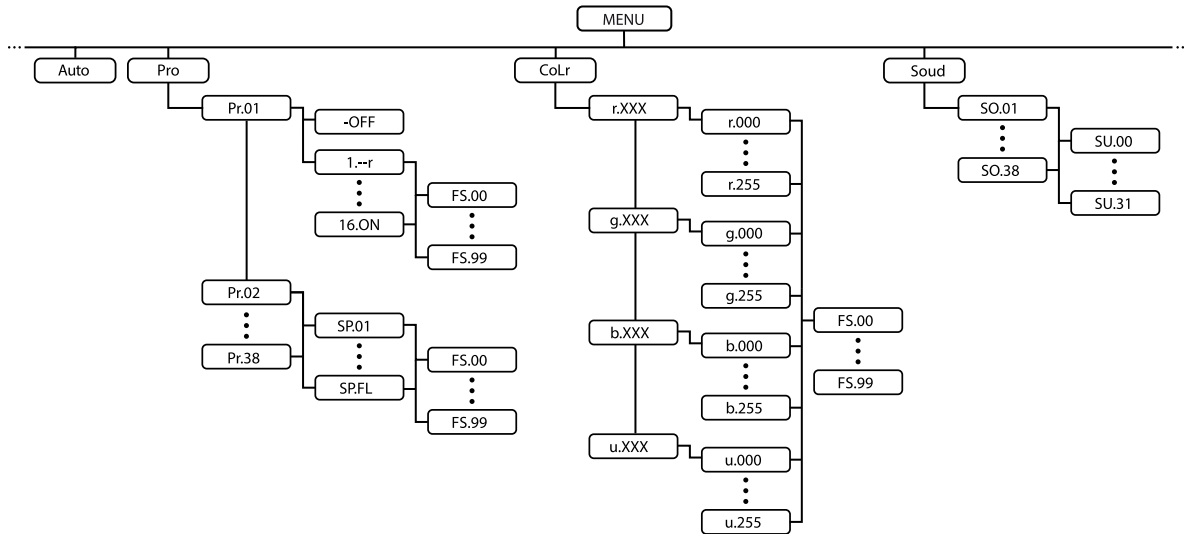 MENU
Auto
Pro
CoLr
Soud
Pr.01
-OFF
1.--r
16.ON
FS.00
FS.99
Pr.02
Pr.38
SP.01
SP.FL
FS.00
FS.99
r.XXX
r.000
r.255
g.XXX
g.000
g.255
b.XXX
b.000
b.255
u.XXX
u.000
u.255
FS.00
FS.99
SO.01
SO.38
SU.00
SU.31